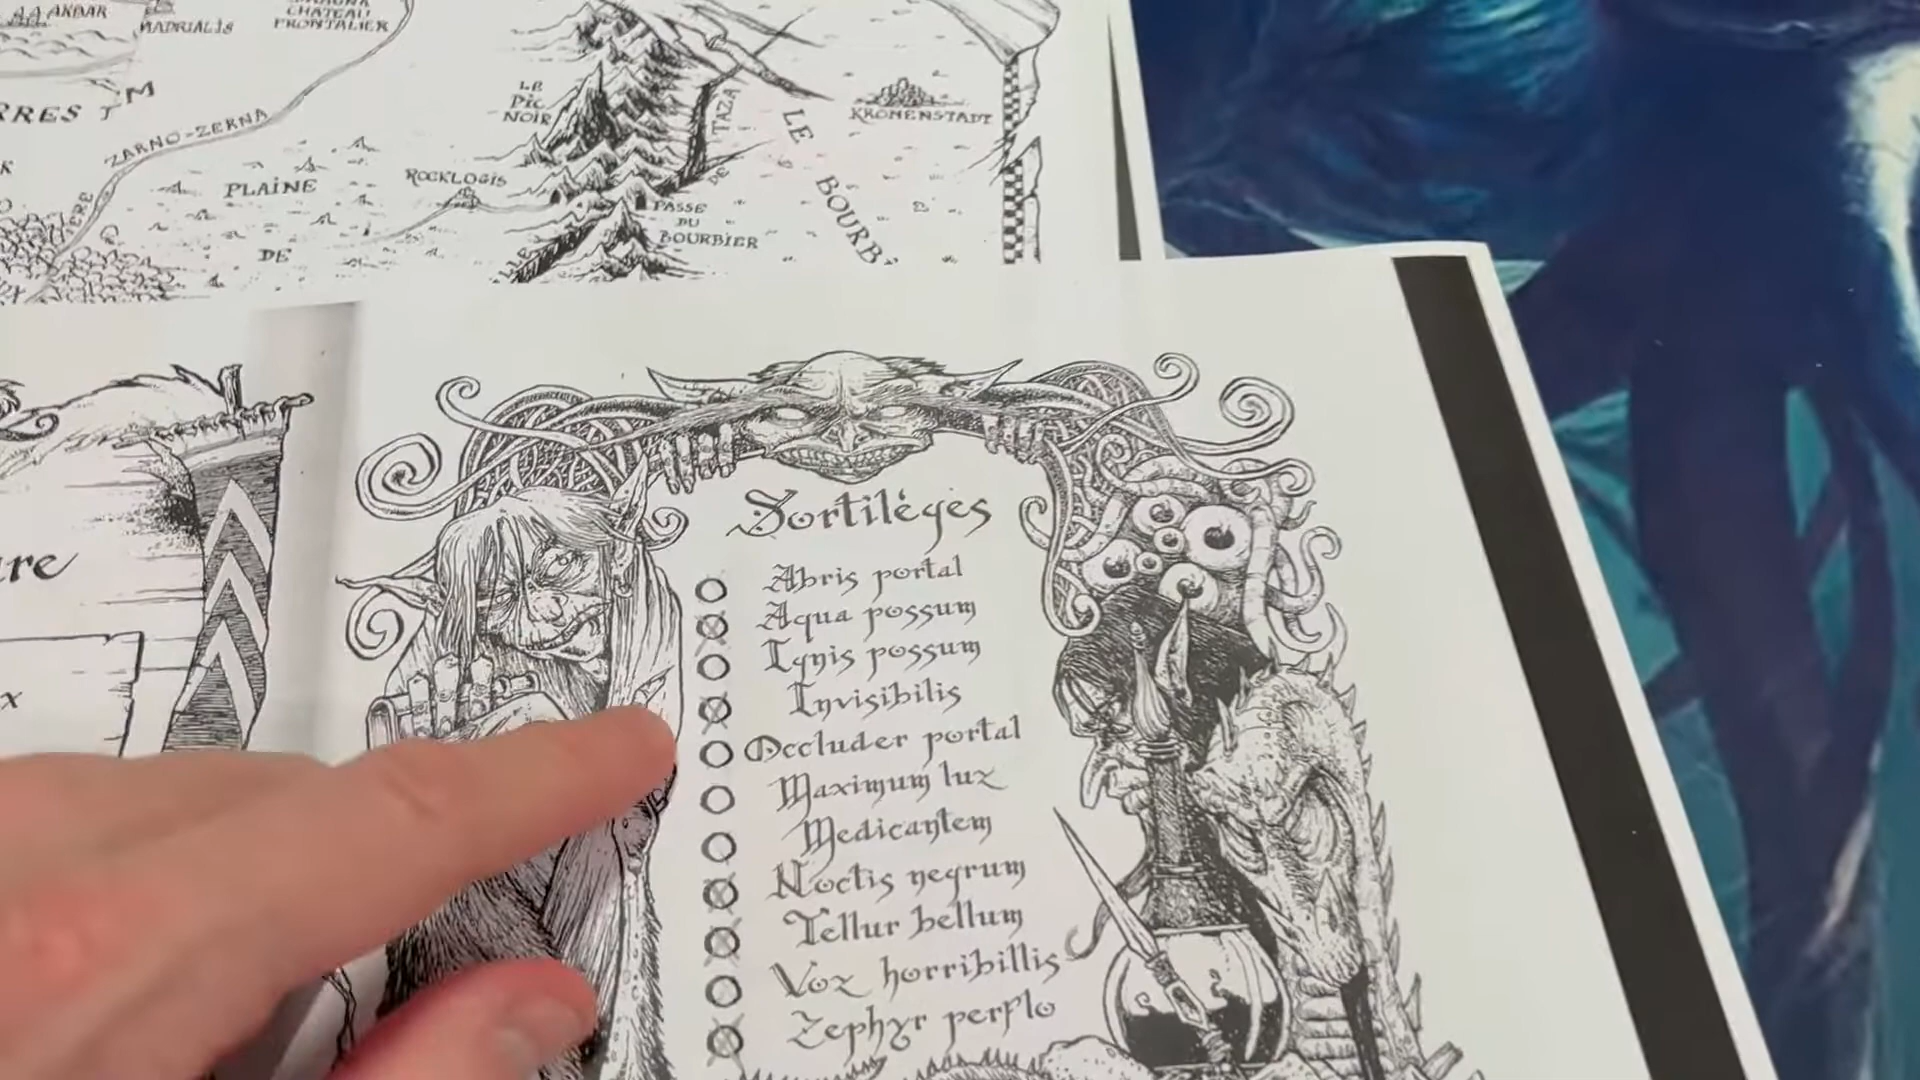 AA AKBAR
MADRIALIS
CHATEAU
FRONTALIER
ZARNO-ZERNA
PLAINE
DE
ROCKLOGIS
LE
PIC
NOIR
TAZA
DE
PASSE
DU
BOURBIER
LE
BOURB
KRONENSTADT
Sortilèges
Abris portal
Aqua possum
Ignis possum
Invisibilis
Occluder portal
Maximum lux
Medicantem
Noctis negrum
Tellur bellum
Vox horribillis
Zephyr perflo